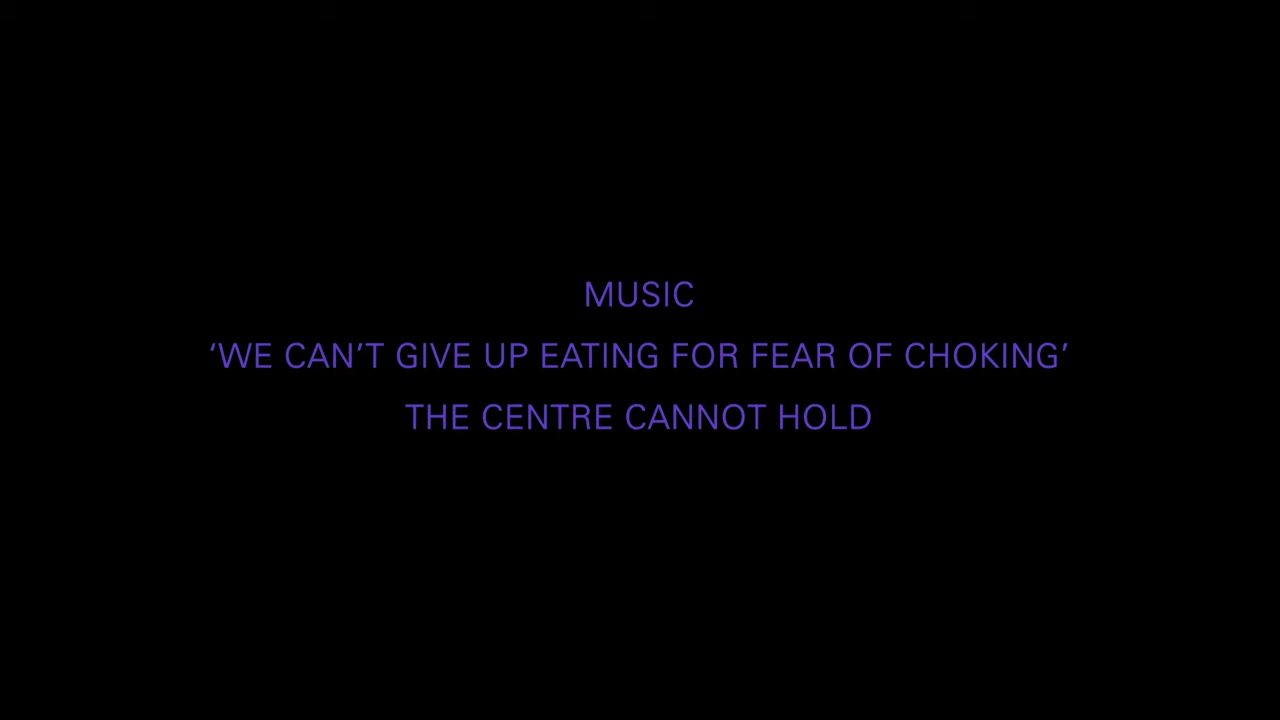 MUSIC
‘WE CAN’T GIVE UP EATING FOR FEAR OF CHOKING’
THE CENTRE CANNOT HOLD